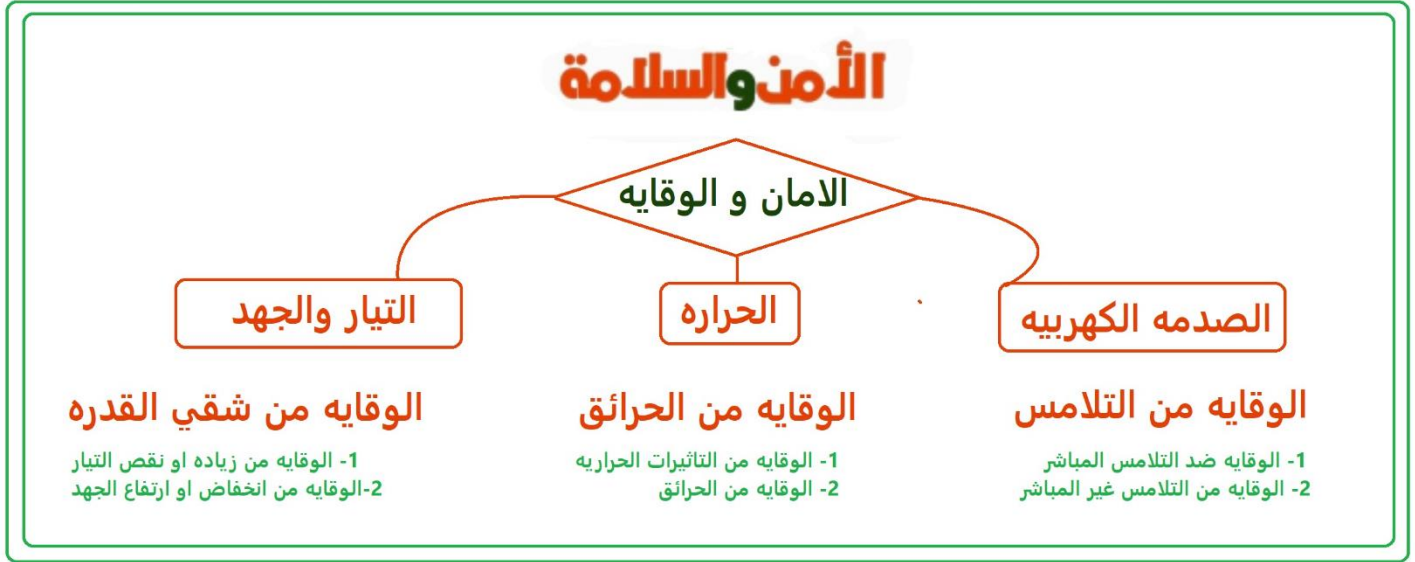 الأمن والسلامة
الامان و الوقايه
الصدمه الكهربيه
الوقايه من التلامس
1- الوقايه ضد التلامس المباشر
2- الوقايه من التلامس غير المباشر
الحراره
الوقايه من الحرائق
1- الوقايه من التاثيرات الحراريه
2- الوقايه من الحرائق
التيار والجهد
الوقايه من شقي القدره
1- الوقايه من زياده او نقص التيار
2-الوقايه من انخفاض او ارتفاع الجهد